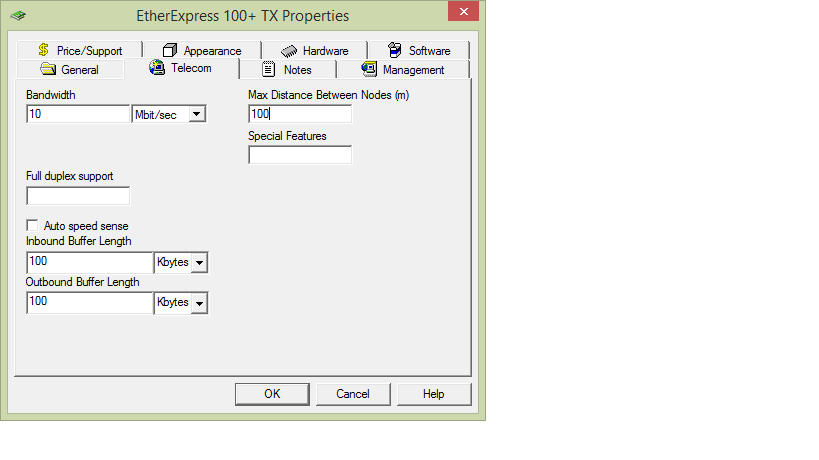 EtherExpress 100+ TX Properties
Price/Support Appearance Hardware Software
General Telecom Notes Management
Bandwidth Max Distance Between Nodes (m)
10 Mbit/sec 100
Special Features
Full duplex support
Auto speed sense
Inbound Buffer Length
100 Kbytes
Outbound Buffer Length
100 Kbytes
OK Cancel Help